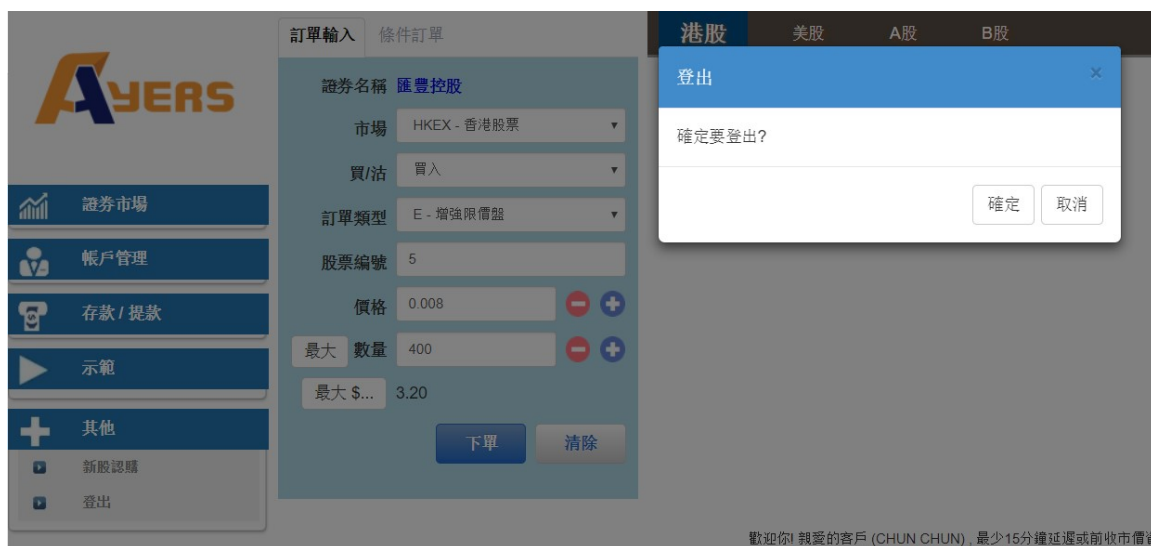 AYERS
證券市場
帳戶管理
存款 / 提款
示範
其他
新股認購
登出
訂單輸入 條件訂單
證券名稱 匯豐控股
市場 HKEX - 香港股票
買/沽 買入
訂單類型 E - 增強限價盤
股票編號 5
價格 0.008
最大 數量 400
最大 $... 3.20
下單 清除
港股 美股 A股 B股
登出 ×
確定要登出?
確定 取消
歡迎你! 親愛的客戶 (CHUN CHUN) , 最少15分鐘延遲或前收市價